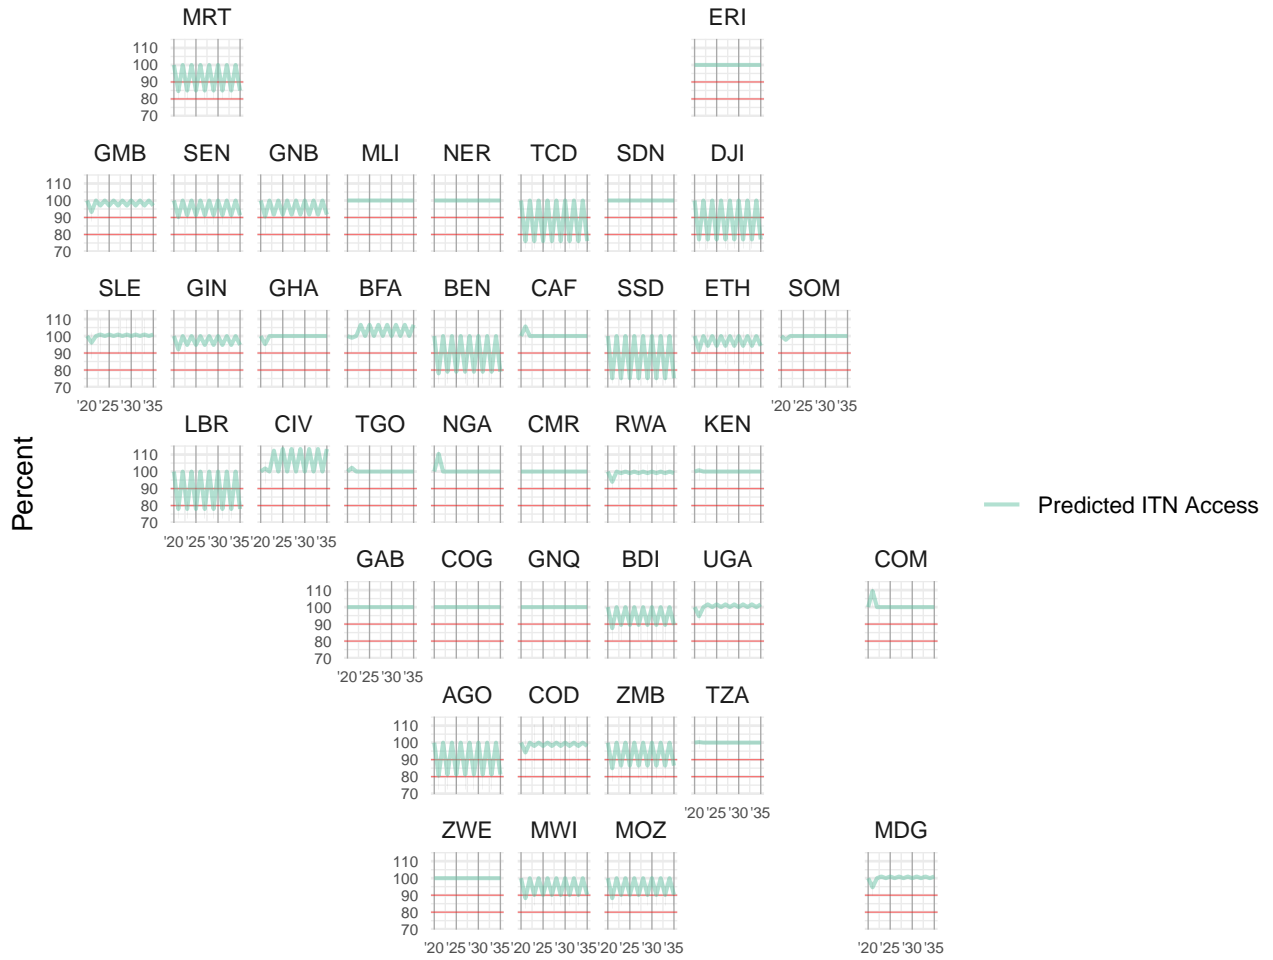 MRT ERI
110
100
90
80
70
GMB SEN GNB MLI NER TCD SDN DJI
110
100
90
80
70
SLE GIN GHA BFA BEN CAF SSD ETH SOM
110
100
90
80
70
'20 '25 '30 '35 '20 '25 '30 '35
LBR CIV TGO NGA CMR RWA KEN
110
100
90
80
70
'20 '25 '30 '35 '20 '25 '30 '35
Percent
Predicted ITN Access
GAB COG GNQ BDI UGA COM
110
100
90
80
70
'20 '25 '30 '35
AGO COD ZMB TZA
110
100
90
80
70
'20 '25 '30 '35
ZWE MWI MOZ MDG
110
100
90
80
70
'20 '25 '30 '35 '20 '25 '30 '35 '20 '25 '30 '35 '20 '25 '30 '35